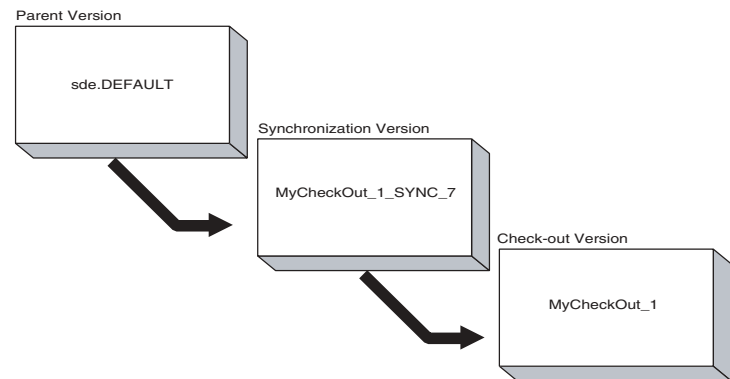 Parent Version
sde.DEFAULT
Synchronization Version
MyCheckOut_1_SYNC_7
Check-out Version
MyCheckOut_1